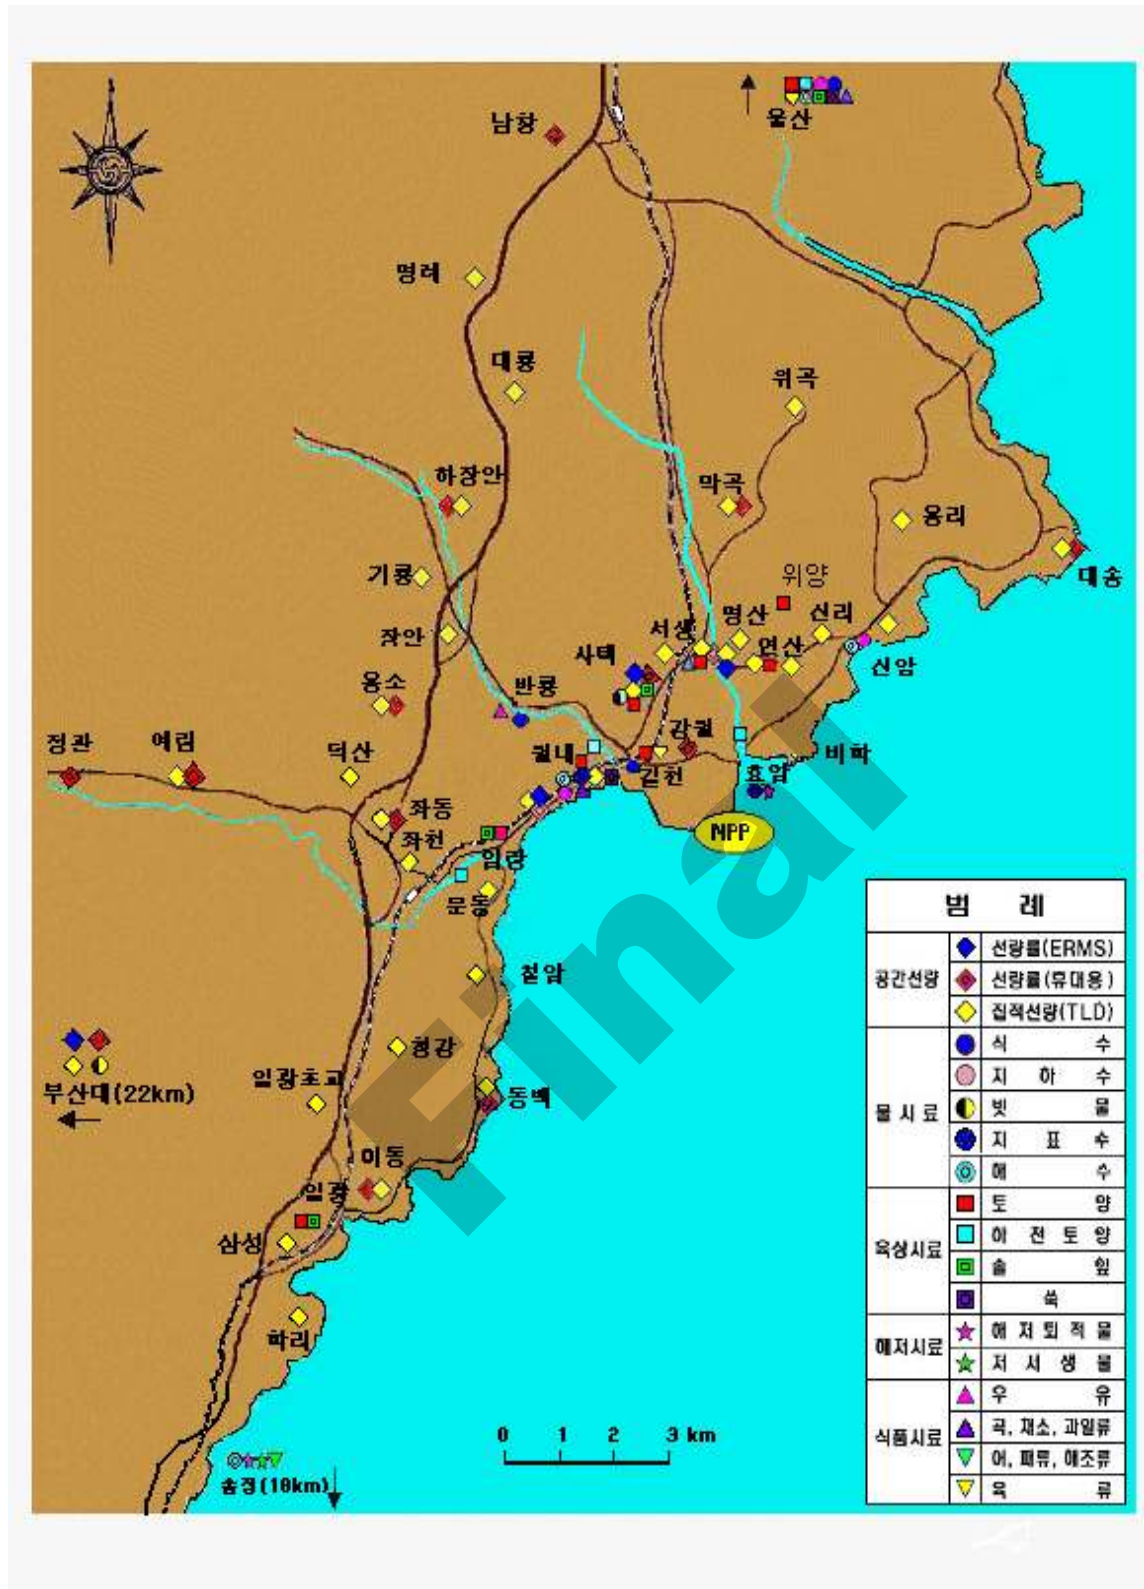 울산
남창
명례
대룡
위곡
하장안
막곡
용리
기룡
위양
대송
장안
서생
명산
신리
사택
연산
신암
용소
반룡
정관
예림
덕산
월내
길천
효암
비학
좌동
NPP
좌천
임랑
문동
칠암
청강
부산대(22km)
일광초교
동백
이동
일광
삼성
학리
0 1 2 3 km
송정(10km)
Final
범 례
공간선량
선량률(ERMS)
선량률(휴대용)
집적선량(TLD)
물시료
식 수
지 하 수
빗 물
지 표 수
해 수
육상시료
토 양
하 천 토 양
솔 잎
쑥
해저시료
해 저 퇴 적 물
저 서 생 물
식품시료
우 유
곡, 채소, 과일류
어, 패류, 해조류
육 류